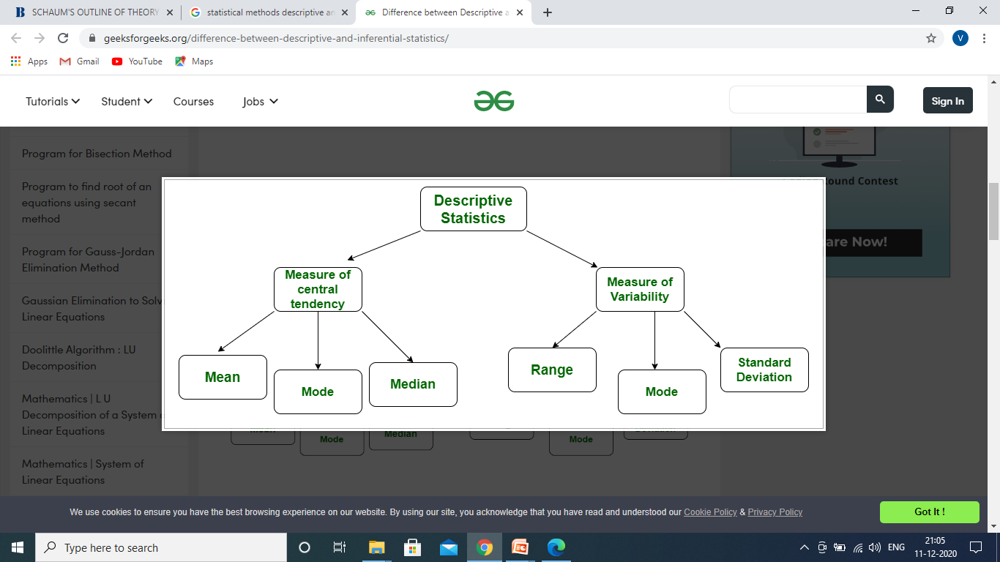 SCHAUM'S OUTLINE OF THEORY
statistical methods descriptive an
Difference between Descriptive a
geeksforgeeks.org/difference-between-descriptive-and-inferential-statistics/
V
Apps
Gmail
YouTube
Maps
Tutorials
Student
Courses
Jobs
Sign In
Program for Bisection Method
Program to find root of an
equations using secant
method
Program for Gauss-Jordan
Elimination Method
Gaussian Elimination to Solv
Linear Equations
Doolittle Algorithm : LU
Decomposition
Mathematics | L U
Decomposition of a System
Linear Equations
Mathematics | System of
Linear Equations
ound Contest
are Now!
Descriptive
Statistics
Measure of
central
tendency
Measure of
Variability
Mean
Mode
Median
Range
Mode
Standard
Deviation
Mode
Median
Mode
We use cookies to ensure you have the best browsing experience on our website. By using our site, you acknowledge that you have read and understood our Cookie Policy & Privacy Policy
Got It !
Type here to search
ENG
21:05
11-12-2020